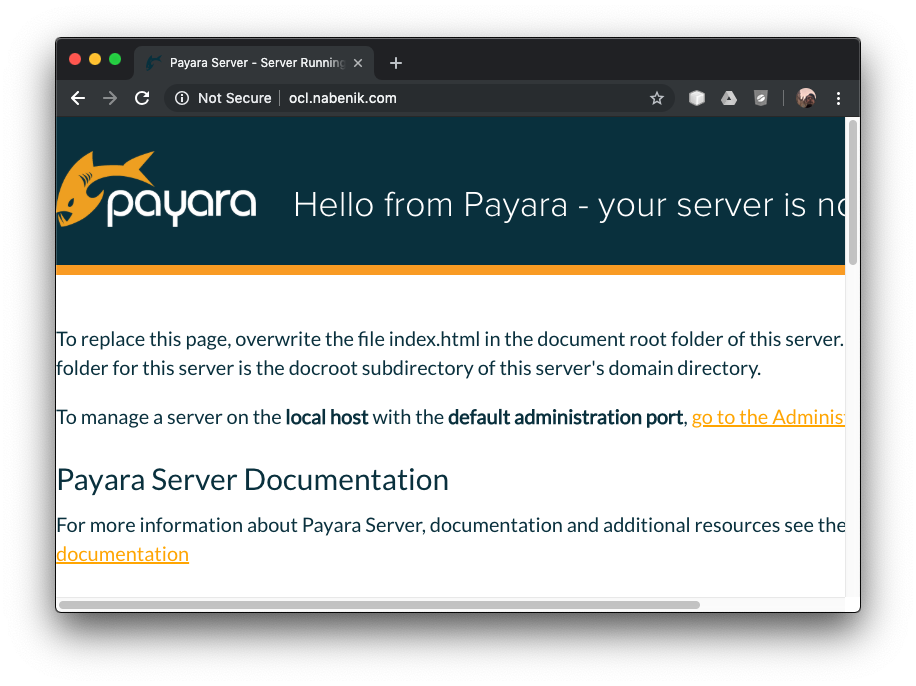 Payara Server - Server Running
Not Secure
ocl.nabenik.com
payara
Hello from Payara - your server is
To replace this page, overwrite the file index.html in the document root folder of this server.
folder for this server is the docroot subdirectory of this server's domain directory.
To manage a server on the local host with the default administration port, go to the Adminis
Payara Server Documentation
For more information about Payara Server, documentation and additional resources see the
documentation